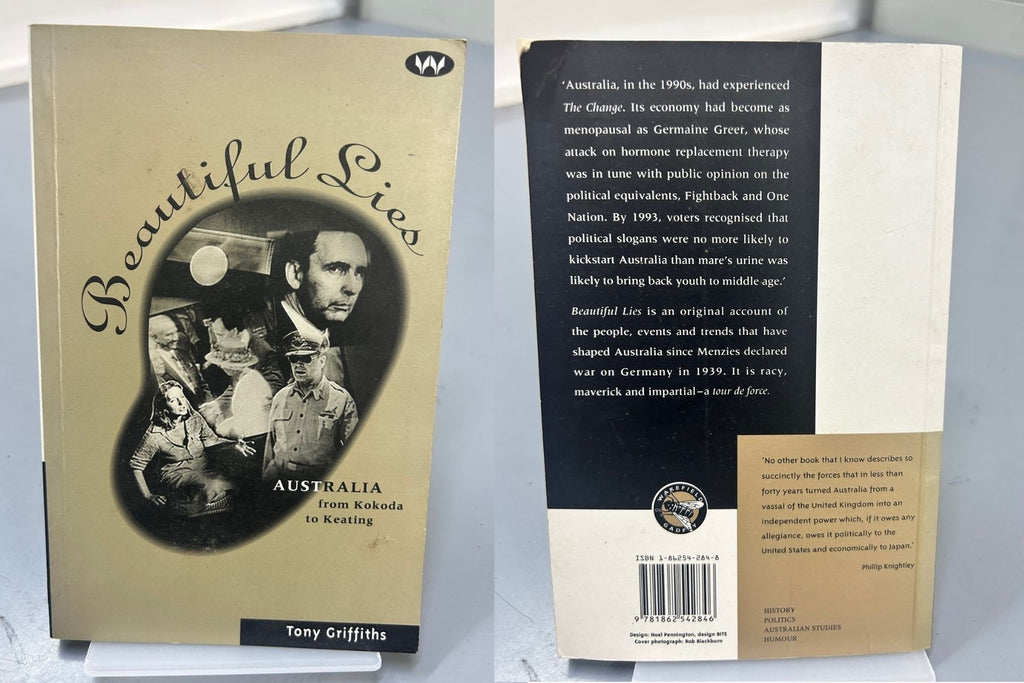 Beautiful Lies
AUSTRALIA
from Kokoda
to Keating
Tony Griffiths
'Australia, in the 1990s, had experienced
The Change. Its economy had become as
menopausal as Germaine Greer, whose
attack on hormone replacement therapy
was in tune with public opinion on the
political equivalents, Fightback and One
Nation. By 1993, voters recognised that
political slogans were no more likely to
kickstart Australia than mare's urine was
likely to bring back youth to middle age.'
Beautiful Lies is an original account of
the people, events and trends that have
shaped Australia since Menzies declared
war on Germany in 1939. It is racy,
maverick and impartial–a tour de force.
'No other book that I know describes so
succinctly the forces that in less than
forty years turned Australia from a
vassal of the United Kingdom into an
independent power which, if it owes any
allegiance, owes it politically to the
United States and economically to Japan.'
Phillip Knightley
WAKEFIELD
GADFLY
ISBN 1-86254-284-8
9 781862 542846
Design: Noel Pennington, design BITE
Cover photograph: Rob Blackburn
HISTORY
POLITICS
AUSTRALIAN STUDIES
HUMOUR